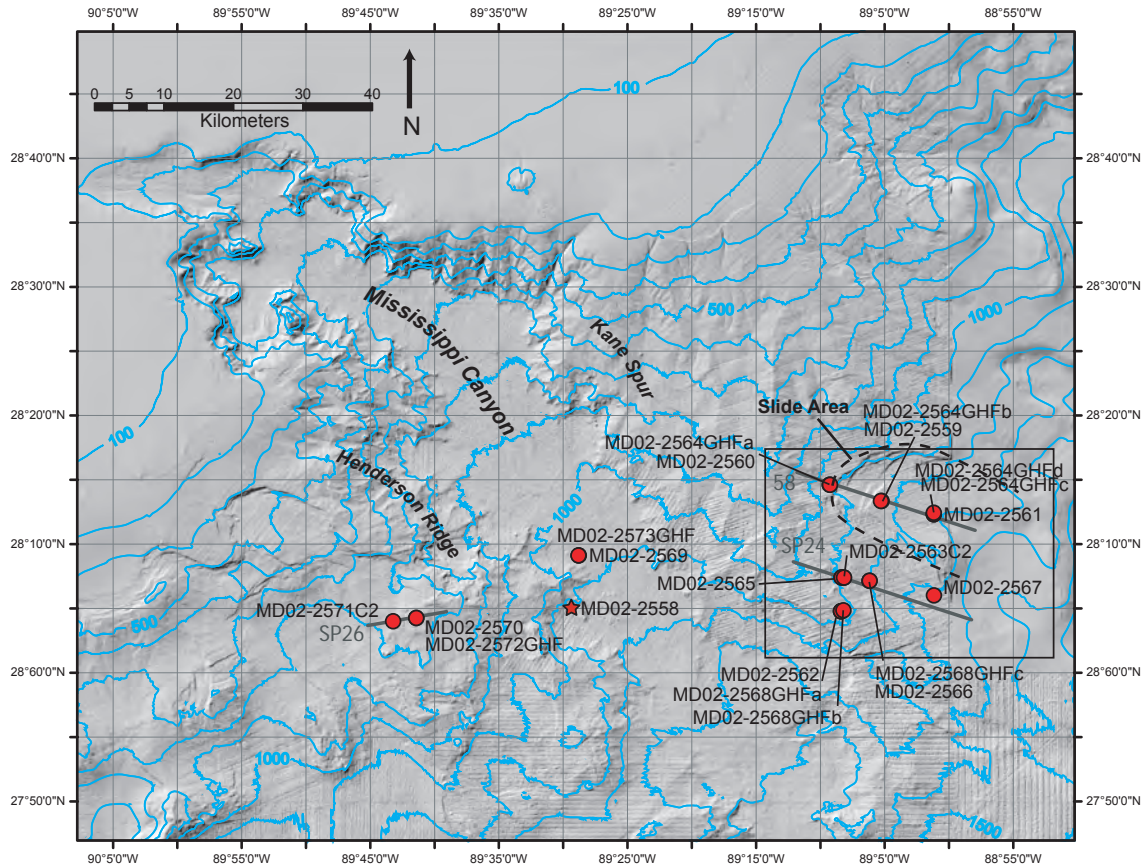 90°5'0"W 89°55'0"W 89°45'0"W 89°35'0"W 89°25'0"W 89°15'0"W 89°5'0"W 88°55'0"W
0 5 10 20 30 40
Kilometers
N
100
28°40'0"N 28°40'0"N
28°30'0"N 28°30'0"N
500
1000
Mississippi Canyon
Kane Spur
100
28°20'0"N 28°20'0"N
Slide Area
MD02-2564GHFb
MD02-2559
MD02-2564GHFa
MD02-2560
Henderson Ridge
58
MD02-2564GHFd
MD02-2564GHFc
MD02-2561
1000
28°10'0"N 28°10'0"N
MD02-2573GHF
MD02-2569
SP24
MD02-2563C2
MD02-2565
MD02-2567
MD02-2558
500
MD02-2571C2
SP26
MD02-2570
MD02-2572GHF
28°60'0"N 28°60'0"N
MD02-2562
MD02-2568GHFa
MD02-2568GHFb
MD02-2568GHFc
MD02-2566
1000
27°50'0"N 27°50'0"N
1500
90°5'0"W 89°55'0"W 89°45'0"W 89°35'0"W 89°25'0"W 89°15'0"W 89°5'0"W 88°55'0"W